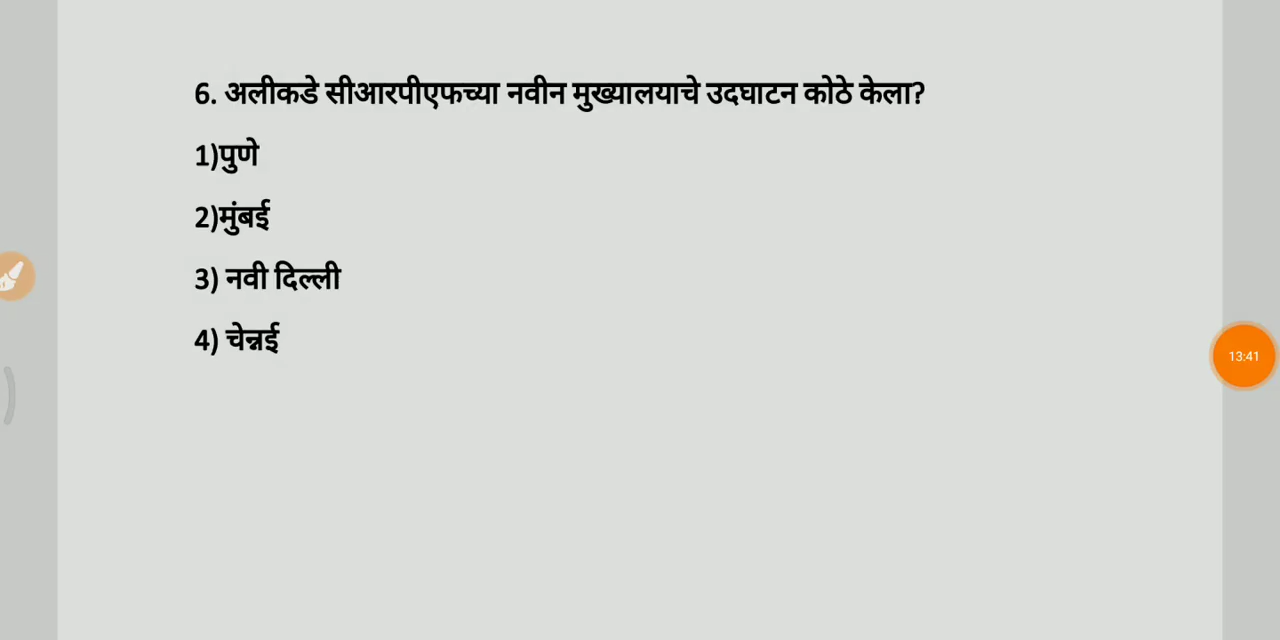 6. अलीकडे सीआरपीएफच्या नवीन मुख्यालयाचे उदघाटन कोठे केला?
1)पुणे
2)मुंबई
3) नवी दिल्ली
4) चेन्नई
13:41